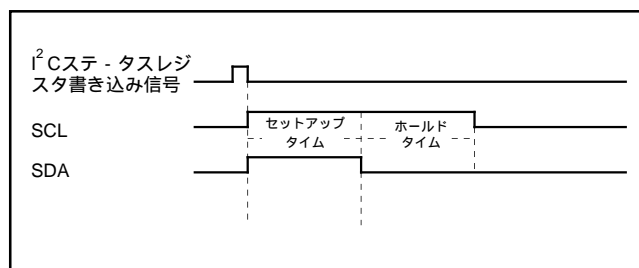 I2Cステ - タスレジ
スタ書き込み信号
SCL
セットアップ
タイム
ホールド
タイム
SDA